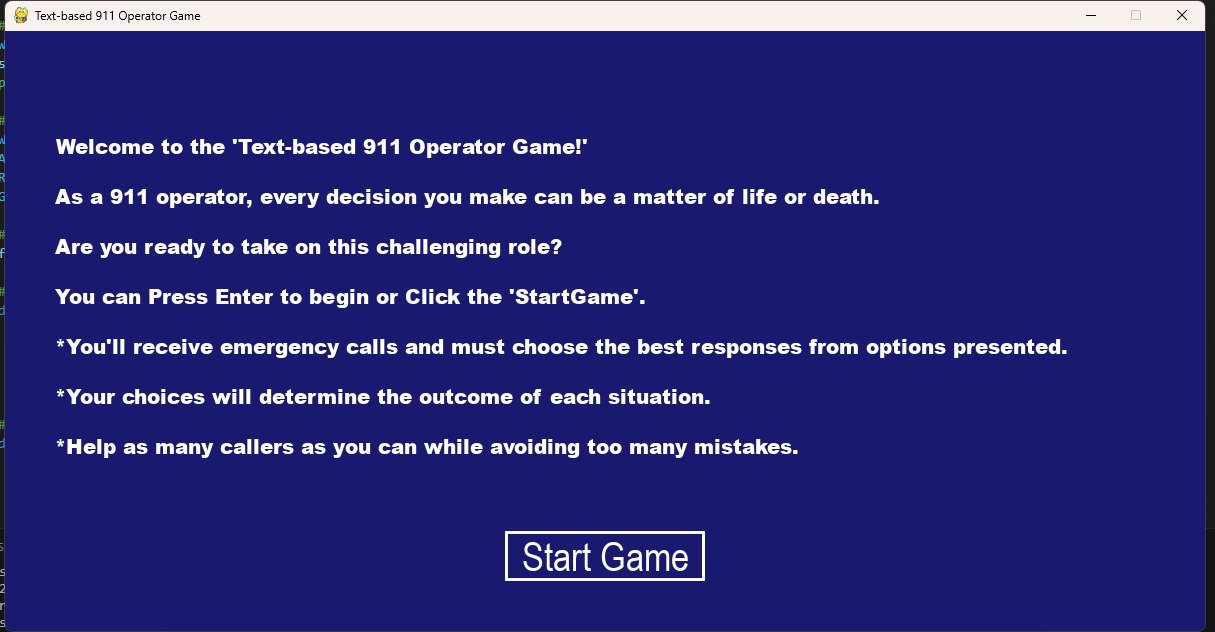 Text-based 911 Operator Game
Welcome to the 'Text-based 911 Operator Game!'
As a 911 operator, every decision you make can be a matter of life or death.
Are you ready to take on this challenging role?
You can Press Enter to begin or Click the 'StartGame'.
*You'll receive emergency calls and must choose the best responses from options presented.
*Your choices will determine the outcome of each situation.
*Help as many callers as you can while avoiding too many mistakes.
Start Game